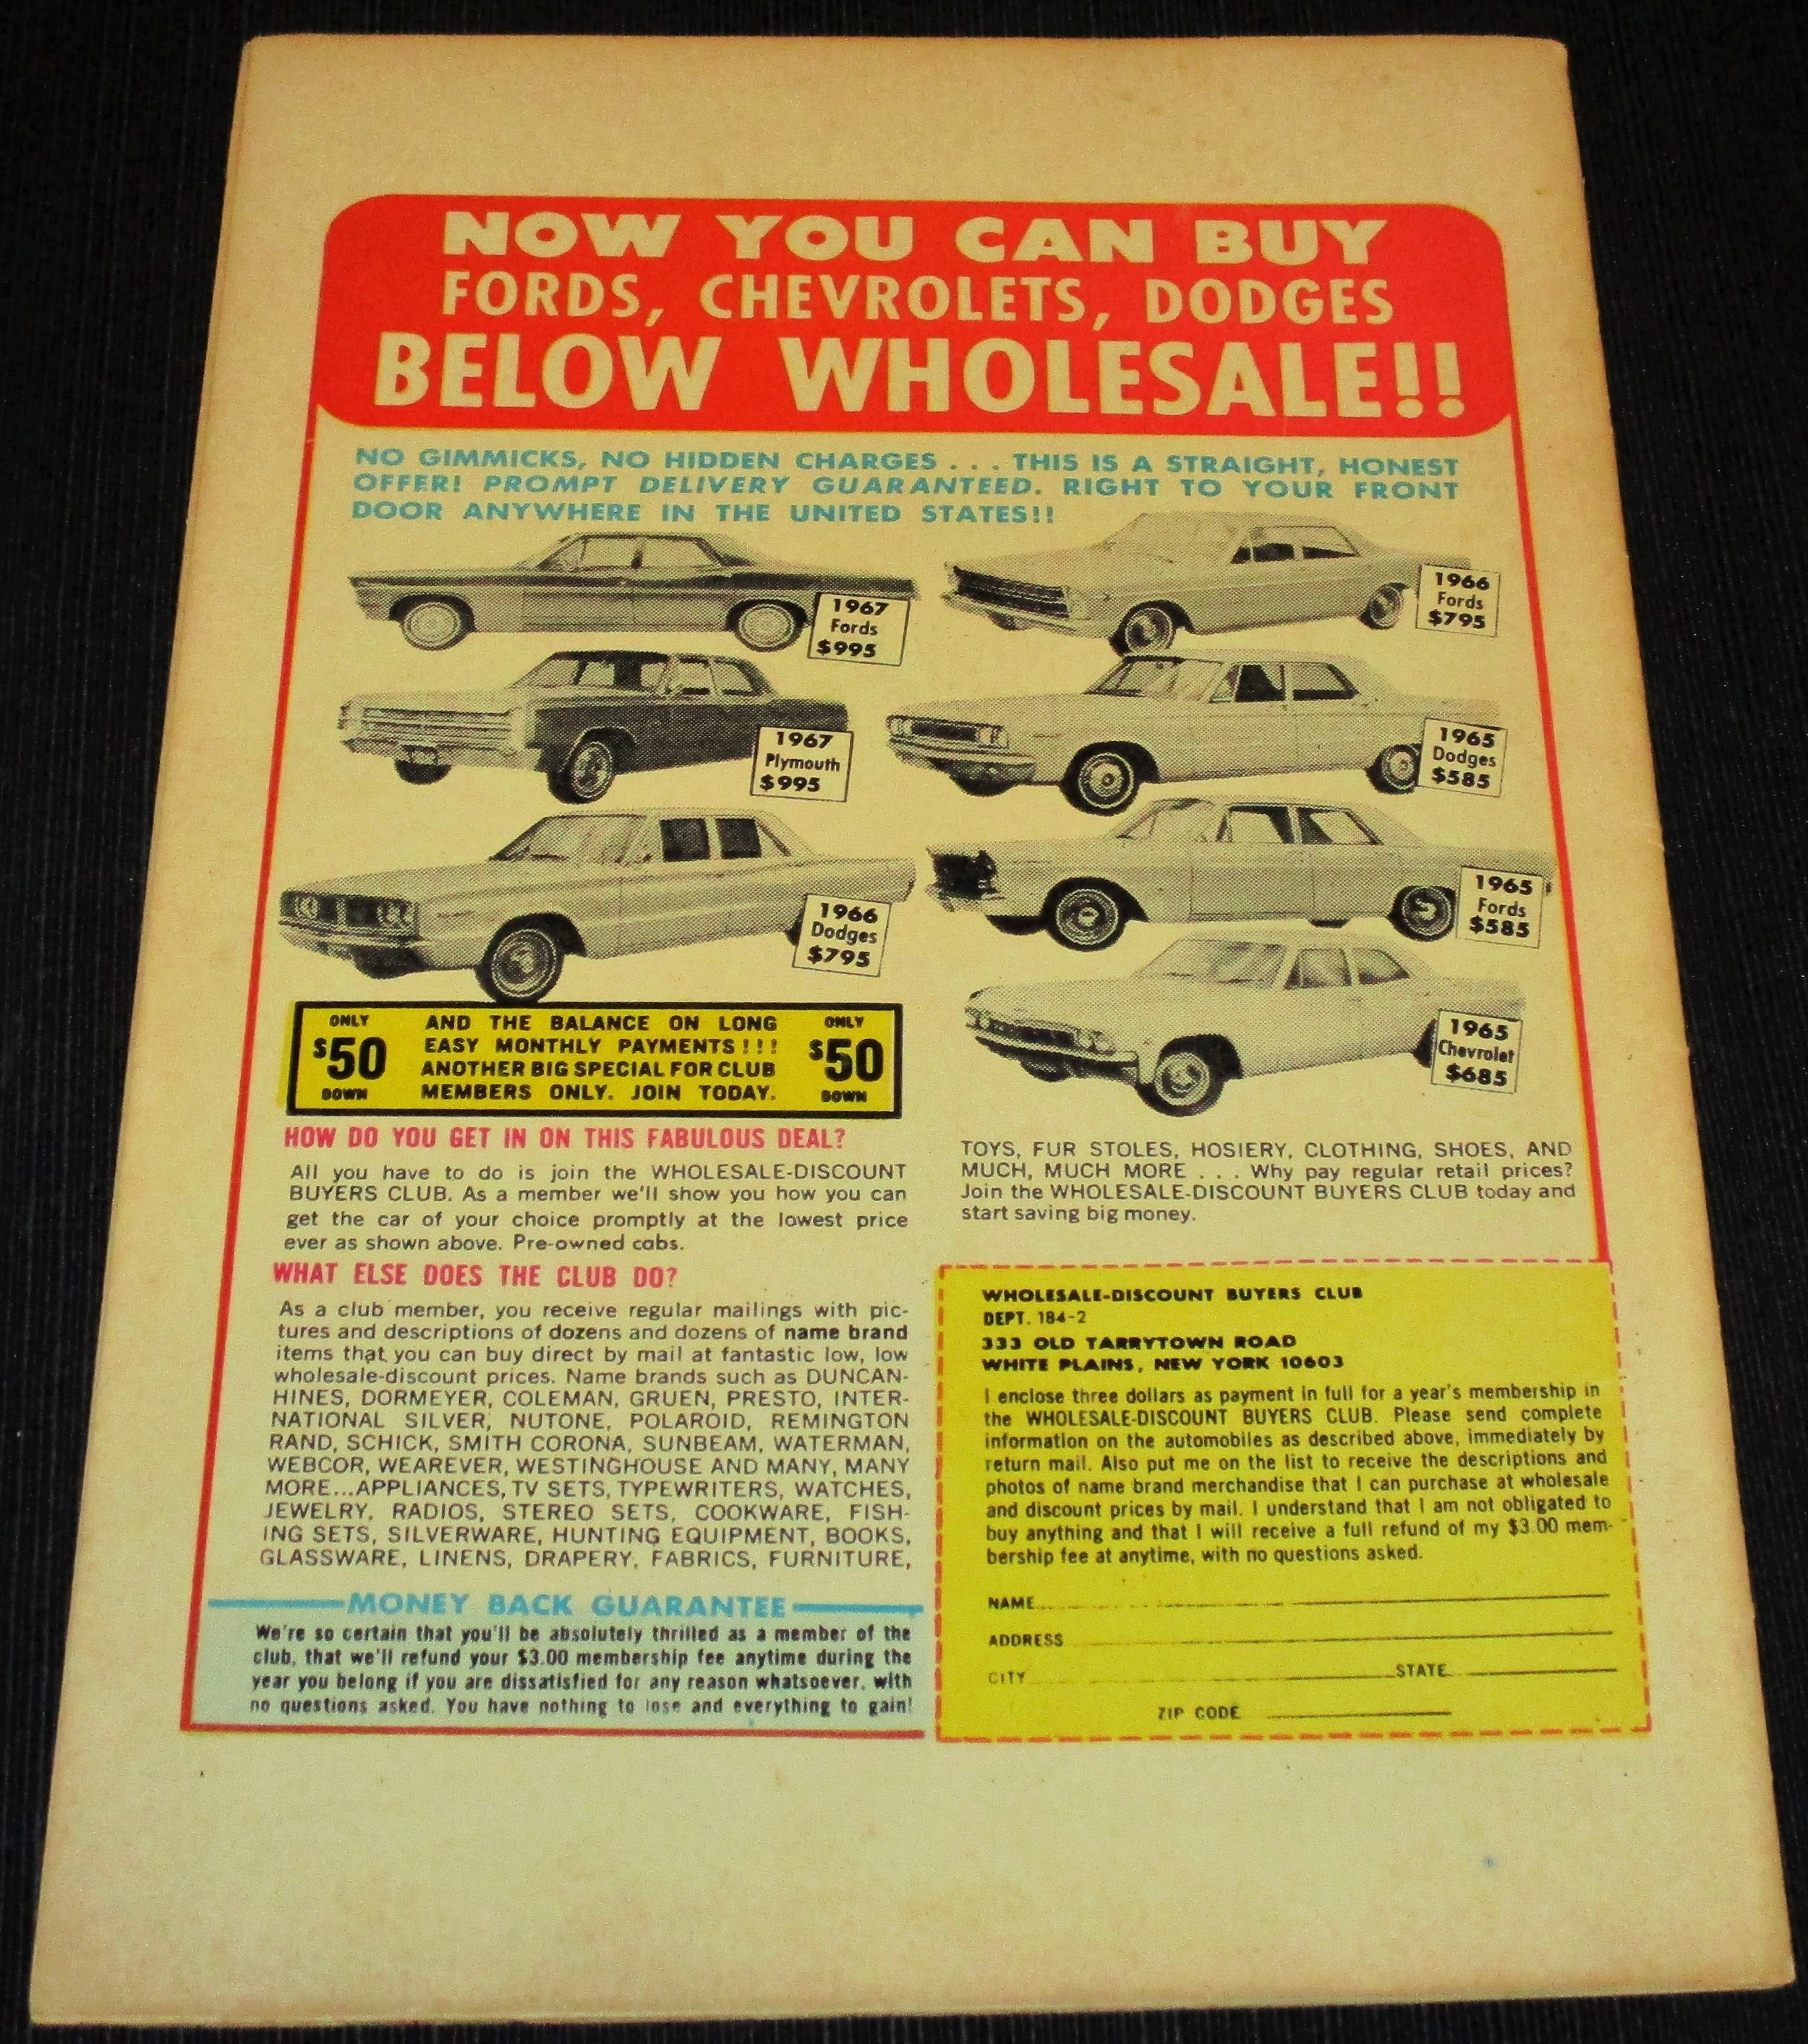 NOW YOU CAN BUY
FORDS, CHEVROLETS, DODGES
BELOW WHOLESALE!!
NO GIMMICKS, NO HIDDEN CHARGES . . . THIS IS A STRAIGHT, HONEST
OFFER! PROMPT DELIVERY GUARANTEED. RIGHT TO YOUR FRONT
DOOR ANYWHERE IN THE UNITED STATES!!
1967
Fords
$995
1966
Fords
$795
1967
Plymouth
$995
1965
Dodges
$585
1966
Dodges
$795
1965
Fords
$585
1965
Chevrolet
$685
ONLY
$50
DOWN
AND THE BALANCE ON LONG
EASY MONTHLY PAYMENTS!!!
ANOTHER BIG SPECIAL FOR CLUB
MEMBERS ONLY. JOIN TODAY.
ONLY
$50
DOWN
HOW DO YOU GET IN ON THIS FABULOUS DEAL?
All you have to do is join the WHOLESALE-DISCOUNT
BUYERS CLUB. As a member we'll show you how you can
get the car of your choice promptly at the lowest price
ever as shown above. Pre-owned cabs.
WHAT ELSE DOES THE CLUB DO?
As a club member, you receive regular mailings with pic-
tures and descriptions of dozens and dozens of name brand
items that you can buy direct by mail at fantastic low, low
wholesale-discount prices. Name brands such as DUNCAN-
HINES, DORMEYER, COLEMAN, GRUEN, PRESTO, INTER-
NATIONAL SILVER, NUTONE, POLAROID, REMINGTON
RAND, SCHICK, SMITH CORONA, SUNBEAM, WATERMAN,
WEBCOR, WEAREVER, WESTINGHOUSE AND MANY, MANY
MORE...APPLIANCES, TV SETS, TYPEWRITERS, WATCHES,
JEWELRY, RADIOS, STEREO SETS, COOKWARE, FISH-
ING SETS, SILVERWARE, HUNTING EQUIPMENT, BOOKS,
GLASSWARE, LINENS, DRAPERY, FABRICS, FURNITURE,
MONEY BACK GUARANTEE
We're so certain that you'll be absolutely thrilled as a member of the
club, that we'll refund your $3.00 membership fee anytime during the
year you belong if you are dissatisfied for any reason whatsoever, with
no questions asked. You have nothing to lose and everything to gain!
TOYS, FUR STOLES, HOSIERY, CLOTHING, SHOES, AND
MUCH, MUCH MORE . . . Why pay regular retail prices?
Join the WHOLESALE-DISCOUNT BUYERS CLUB today and
start saving big money.
WHOLESALE-DISCOUNT BUYERS CLUB
DEPT. 184-2
333 OLD TARRYTOWN ROAD
WHITE PLAINS, NEW YORK 10603
I enclose three dollars as payment in full for a year's membership in
the WHOLESALE-DISCOUNT BUYERS CLUB. Please send complete
information on the automobiles as described above, immediately by
return mail. Also put me on the list to receive the descriptions and
photos of name brand merchandise that I can purchase at wholesale
and discount prices by mail. I understand that I am not obligated to
buy anything and that I will receive a full refund of my $3.00 mem-
bership fee at anytime, with no questions asked.
NAME
ADDRESS
CITY STATE
ZIP CODE